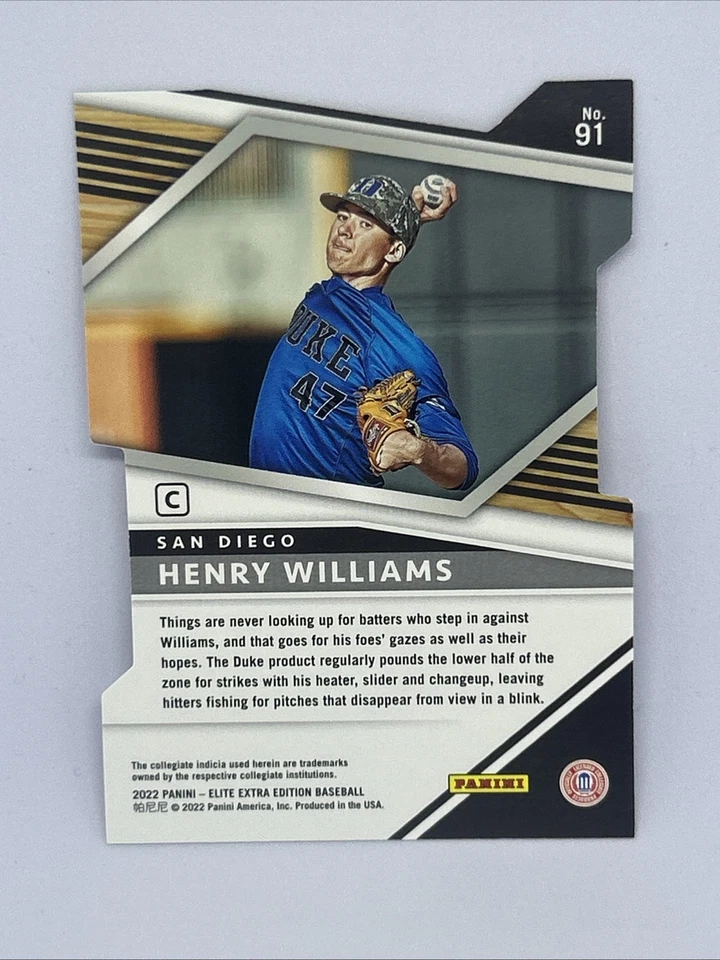 No.
91
DUKE
47
C
SAN DIEGO
HENRY WILLIAMS
Things are never looking up for batters who step in against
Williams, and that goes for his foes' gazes as well as their
hopes. The Duke product regularly pounds the lower half of the
zone for strikes with his heater, slider and changeup, leaving
hitters fishing for pitches that disappear from view in a blink.
The collegiate indicia used herein are trademarks
owned by the respective collegiate institutions.
2022 PANINI – ELITE EXTRA EDITION BASEBALL
帕尼尼 © 2022 Panini America, Inc. Produced in the USA.
PANINI